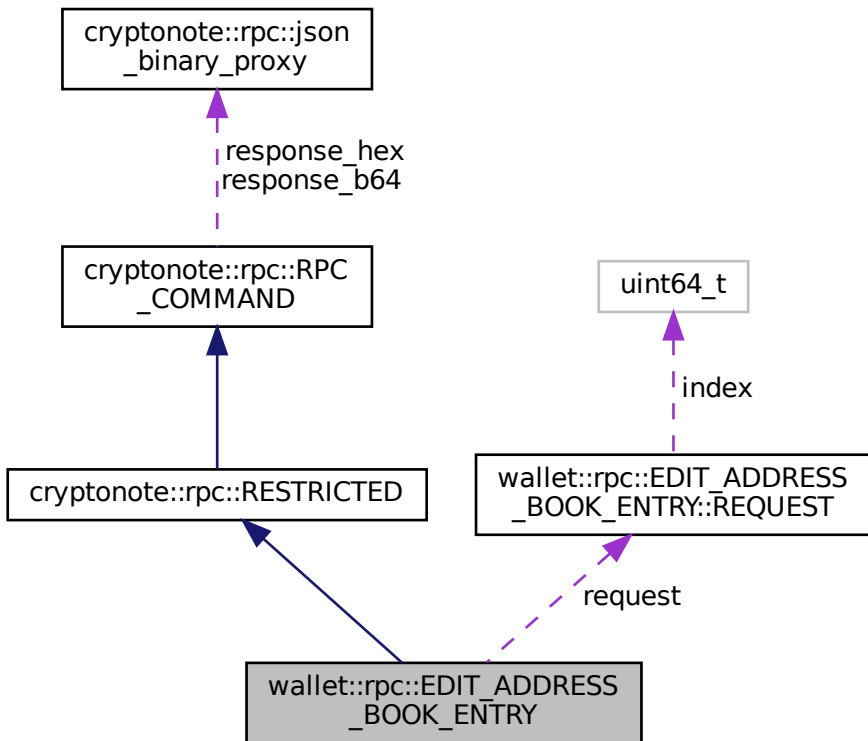 cryptonote::rpc::json
_binary_proxy
response_hex
response_b64
cryptonote::rpc::RPC
_COMMAND
uint64_t
index
cryptonote::rpc::RESTRICTED
wallet::rpc::EDIT_ADDRESS
_BOOK_ENTRY::REQUEST
request
wallet::rpc::EDIT_ADDRESS
_BOOK_ENTRY